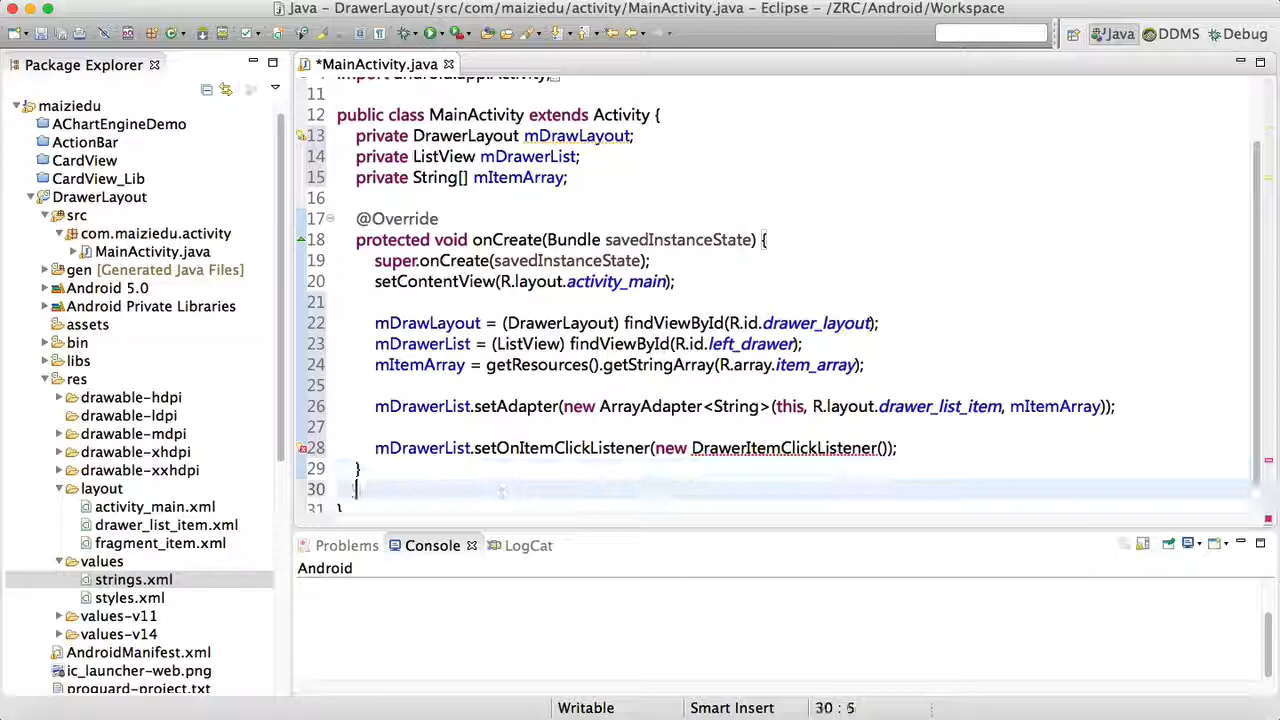 Java – DrawerLayout/src/com/maiziedu/activity/MainActivity.java – Eclipse – /ZRC/Android/Workspace
Java
DDMS
Debug
Package Explorer
*MainActivity.java
maiziedu
AChartEngineDemo
ActionBar
CardView
CardView_Lib
DrawerLayout
src
com.maiziedu.activity
MainActivity.java
gen [Generated Java Files]
Android 5.0
Android Private Libraries
assets
bin
libs
res
drawable-hdpi
drawable-ldpi
drawable-mdpi
drawable-xhdpi
drawable-xxhdpi
layout
activity_main.xml
drawer_list_item.xml
fragment_item.xml
values
strings.xml
styles.xml
values-v11
values-v14
AndroidManifest.xml
ic_launcher-web.png
proguard-project.txt
import android.app.Activity;
11
12 public class MainActivity extends Activity {
13 private DrawerLayout mDrawLayout;
14 private ListView mDrawerList;
15 private String[] mItemArray;
16
17 @Override
18 protected void onCreate(Bundle savedInstanceState) {
19 super.onCreate(savedInstanceState);
20 setContentView(R.layout.activity_main);
21
22 mDrawLayout = (DrawerLayout) findViewById(R.id.drawer_layout);
23 mDrawerList = (ListView) findViewById(R.id.left_drawer);
24 mItemArray = getResources().getStringArray(R.array.item_array);
25
26 mDrawerList.setAdapter(new ArrayAdapter<String>(this, R.layout.drawer_list_item, mItemArray));
27
28 mDrawerList.setOnItemClickListener(new DrawerItemClickListener());
29 }
30
31 }
Problems
Console
LogCat
Android
Writable
Smart Insert
30 : 5